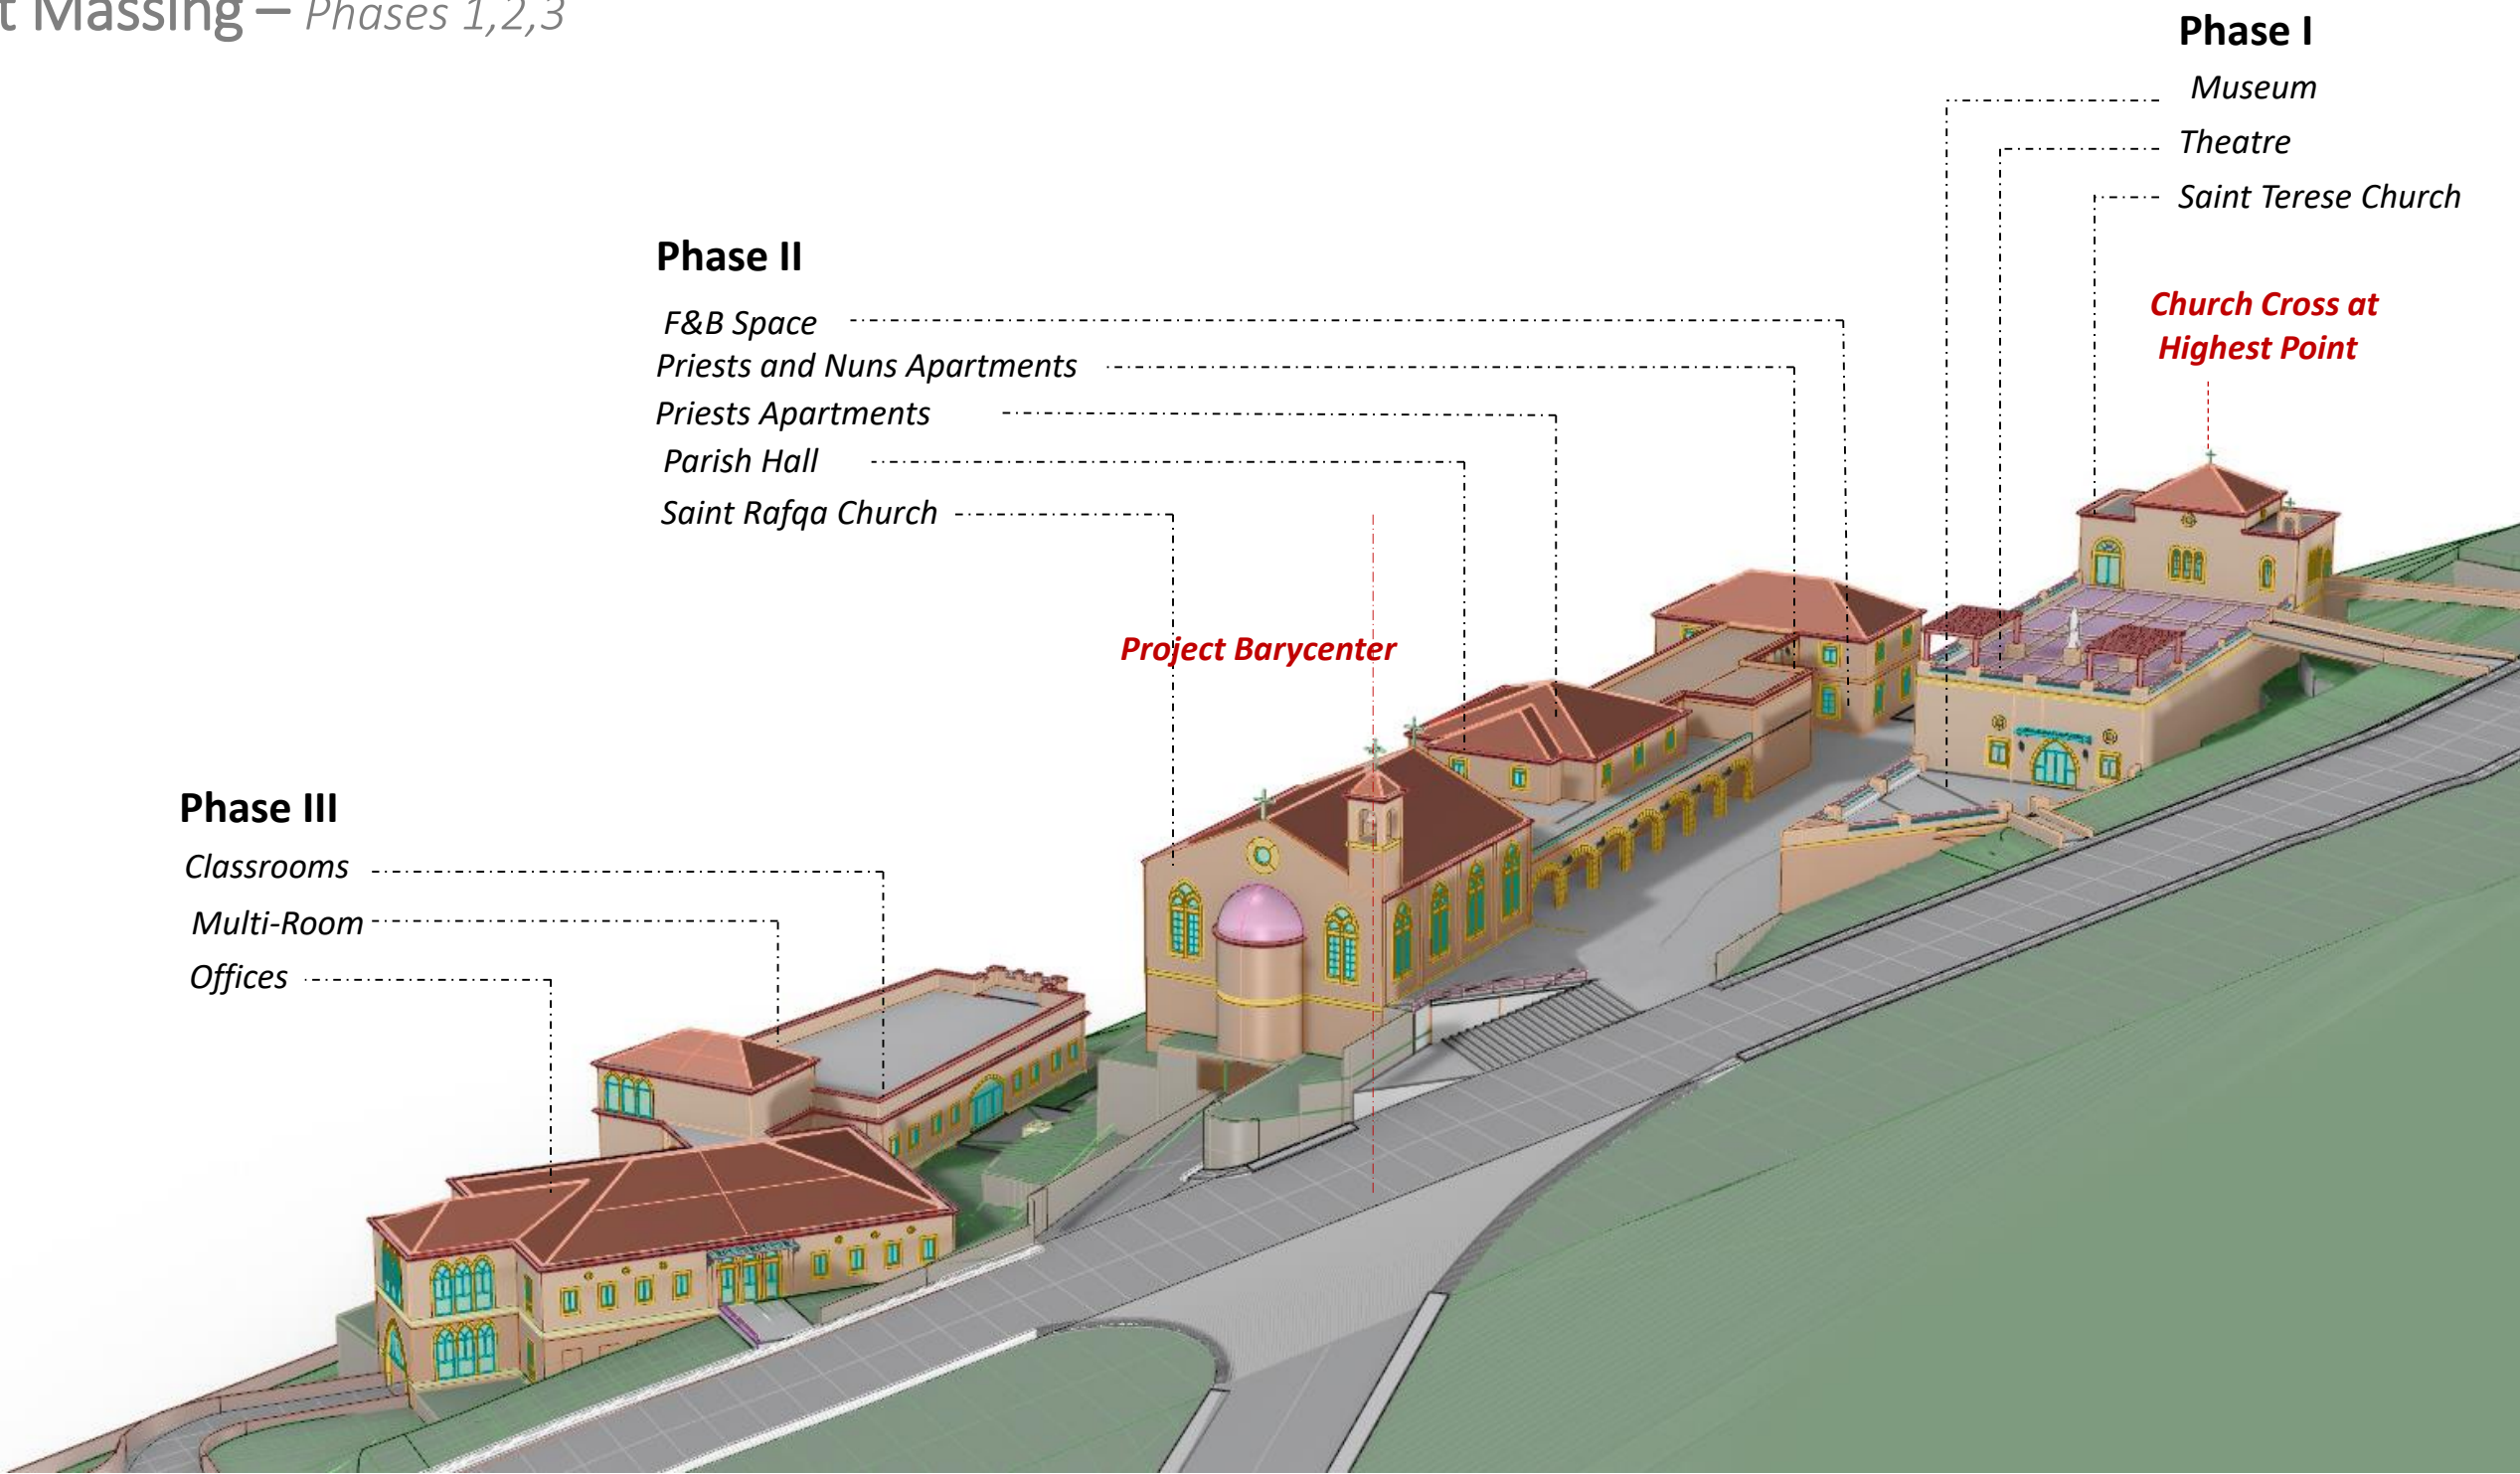 t Massing – Phases 1,2,3
Phase I
Museum
Theatre
Saint Terese Church
Church Cross at
Highest Point
Phase II
F&B Space
Priests and Nuns Apartments
Priests Apartments
Parish Hall
Saint Rafqa Church
Project Barycenter
Phase III
Classrooms
Multi-Room
Offices